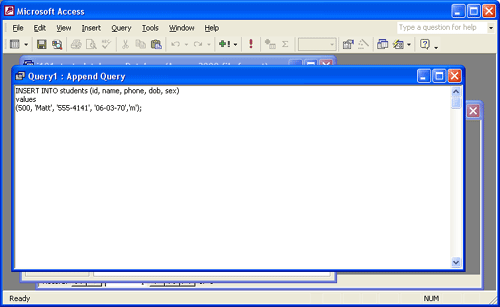 Microsoft Access
File Edit View Insert Query Tools Window Help
Type a question for help
Query1 : Append Query
INSERT INTO students (id, name, phone, dob, sex)
values
(500, 'Matt', '555-4141', '06-03-70','m');
Ready
NUM